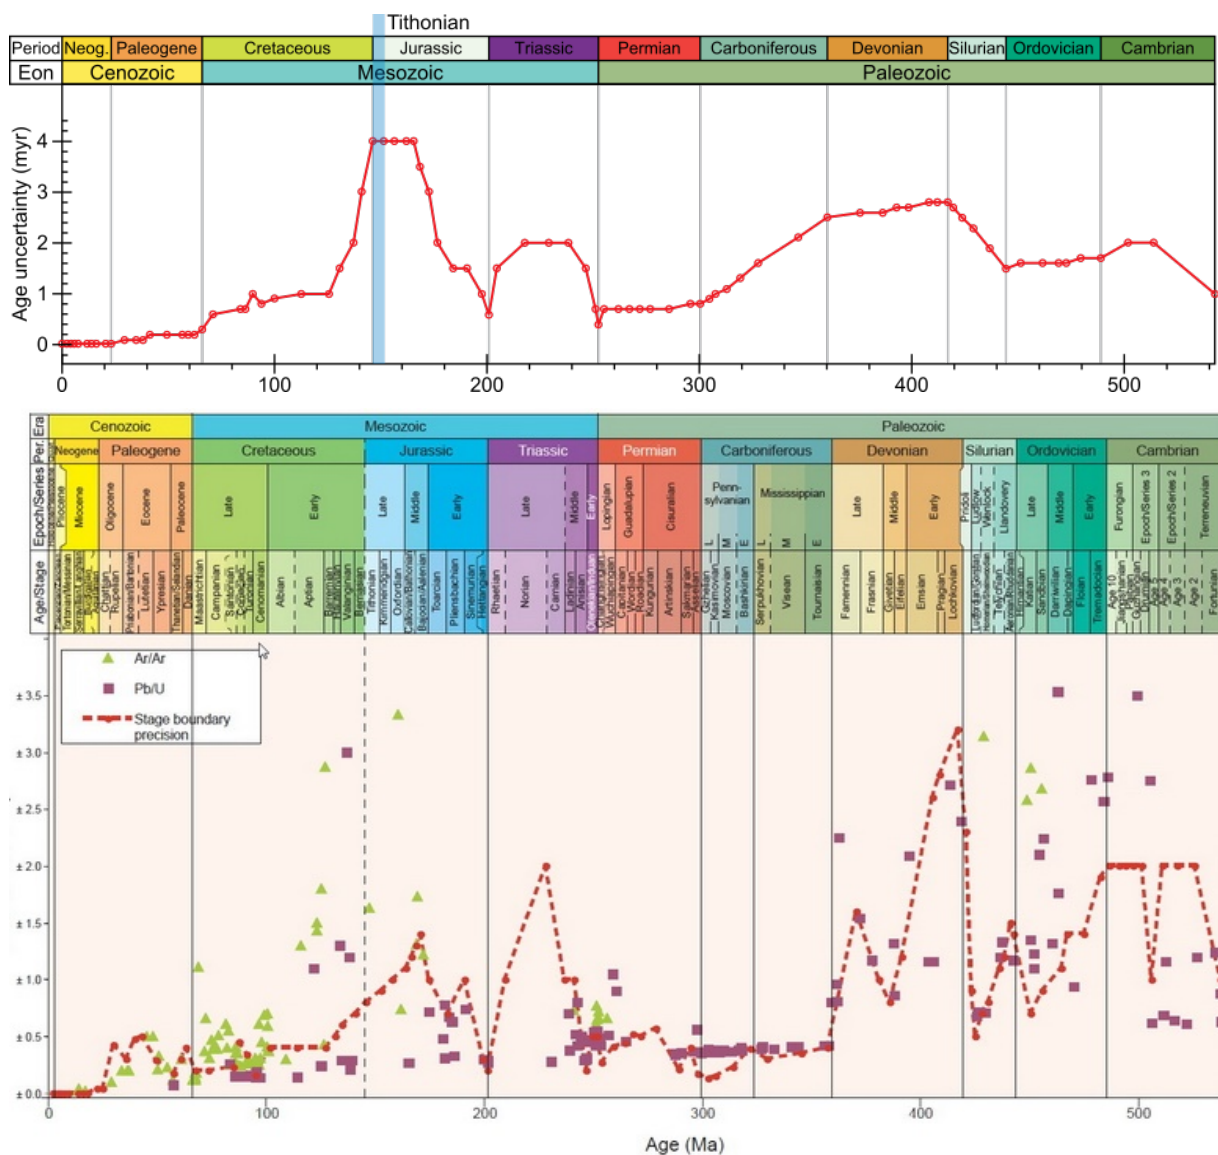 Tithonian
Period Neog. Paleogene Cretaceous Jurassic Triassic Permian Carboniferous Devonian Silurian Ordovician Cambrian
Eon Cenozoic Mesozoic Paleozoic
Age uncertainty (myr)
4
3
2
1
0
0 100 200 300 400 500
Era Cenozoic Mesozoic Paleozoic
Per. Neogene Paleogene Cretaceous Jurassic Triassic Permian Carboniferous Devonian Silurian Ordovician Cambrian
Epoch/Series Pliocene Miocene Oligocene Eocene Paleocene Late Early Late Middle Early Late Middle Early Lopingian Guadalupian Cisuralian Penn-sylvanian L M E Mississippian L M E Late Middle Early Pridoli Ludlow Wenlock Llandovery Late Middle Early Furongian Epoch/Series 3 Epoch/Series 2 Terreneuvian
Age/Stage Chattian Rupelian Lutetian Ypresian Danian Maastrichtian Campanian Santonian Cenomanian Albian Aptian Valanginian Berriasian Tithonian Kimmeridgian Oxfordian Callovian/Bathonian Bajocian/Aalenian Toarcian Pliensbachian Sinemurian Hettangian Rhaetian Norian Carnian Ladinian Anisian Wuchiapingian Capitanian Wordian Roadian Kungurian Artinskian Sakmarian Asselian Gzhelian Kasimovian Moscovian Bashkirian Serpukhovian Visean Tournaisian Famennian Frasnian Givetian Eifelian Emsian Pragian Lochkovian Telychian Hirnantian Katian Sandbian Darriwilian Dapingian Floian Tremadocian Age 10 Paibian Guzhangian Drumian Age 5 Age 4 Age 3 Age 2 Fortunian
Ar/Ar
Pb/U
Stage boundary
precision
± 3.5
± 3.0
± 2.5
± 2.0
± 1.5
± 1.0
± 0.5
± 0.0
0 100 200 300 400 500
Age (Ma)